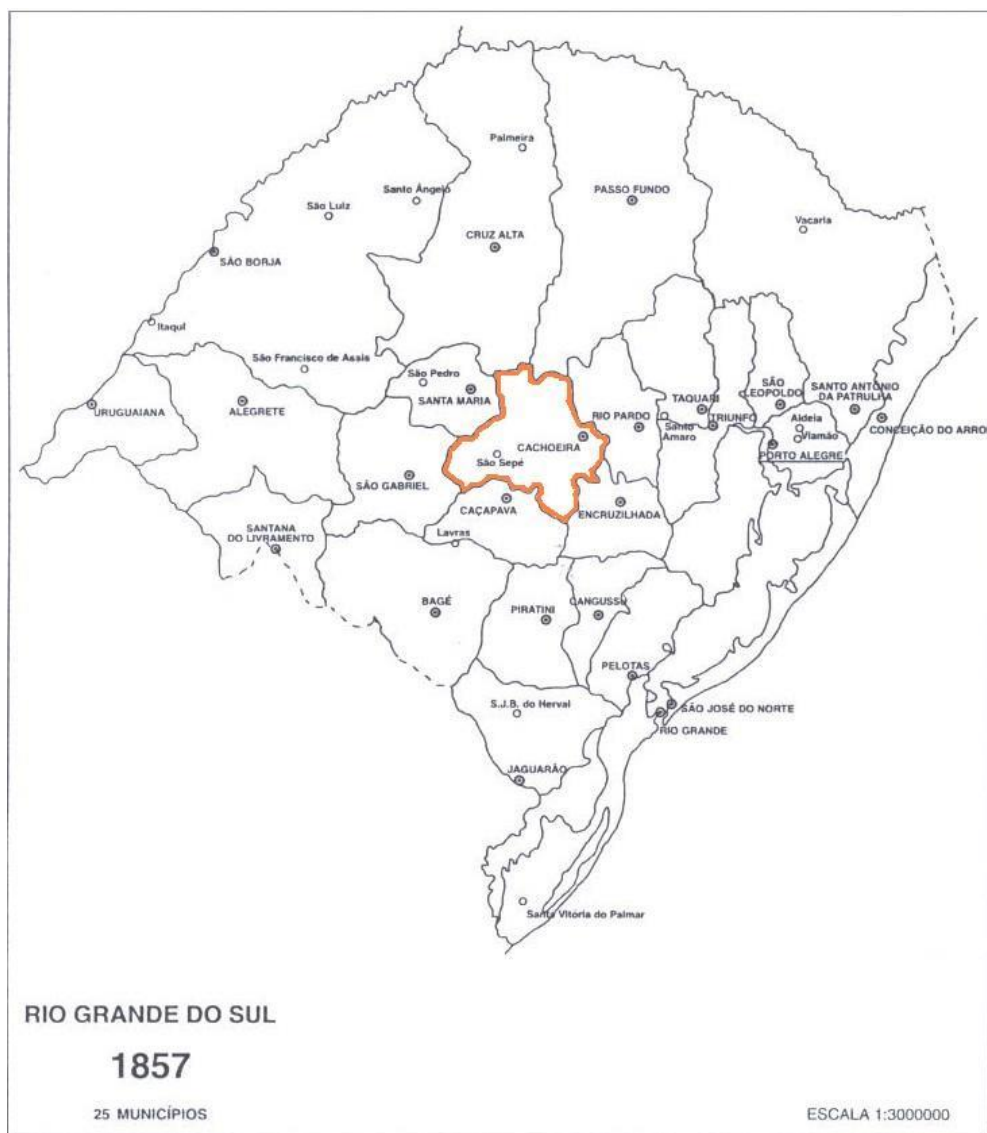 Palmeira
Santo Ângelo
São Luiz
PASSO FUNDO
Vacaria
CRUZ ALTA
SÃO BORJA
Itaqui
São Francisco de Assis
São Pedro
SANTA MARIA
URUGUAIANA
ALEGRETE
RIO PARDO
TAQUARI
SÃO
LEOPOLDO
SANTO ANTÔNIO
DA PATRULHA
Santo
Amaro
TRIUNFO
Aldeia
Viamão
CONCEIÇÃO DO ARRO
CACHOEIRA
São Sepé
PORTO ALEGRE
SÃO GABRIEL
CAÇAPAVA
ENCRUZILHADA
SANTANA
DO LIVRAMENTO
Lavras
BAGÉ
PIRATINI
CANGUSSU
PELOTAS
S.J.B. do Herval
SÃO JOSÉ DO NORTE
RIO GRANDE
JAGUARÃO
Santa Vitória do Palmar
RIO GRANDE DO SUL
1857
25 MUNICÍPIOS
ESCALA 1:3000000